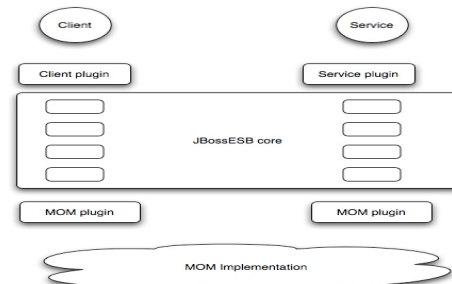 Client
Service
Client plugin
Service plugin
JBossESB core
MOM plugin
MOM plugin
MOM Implementation